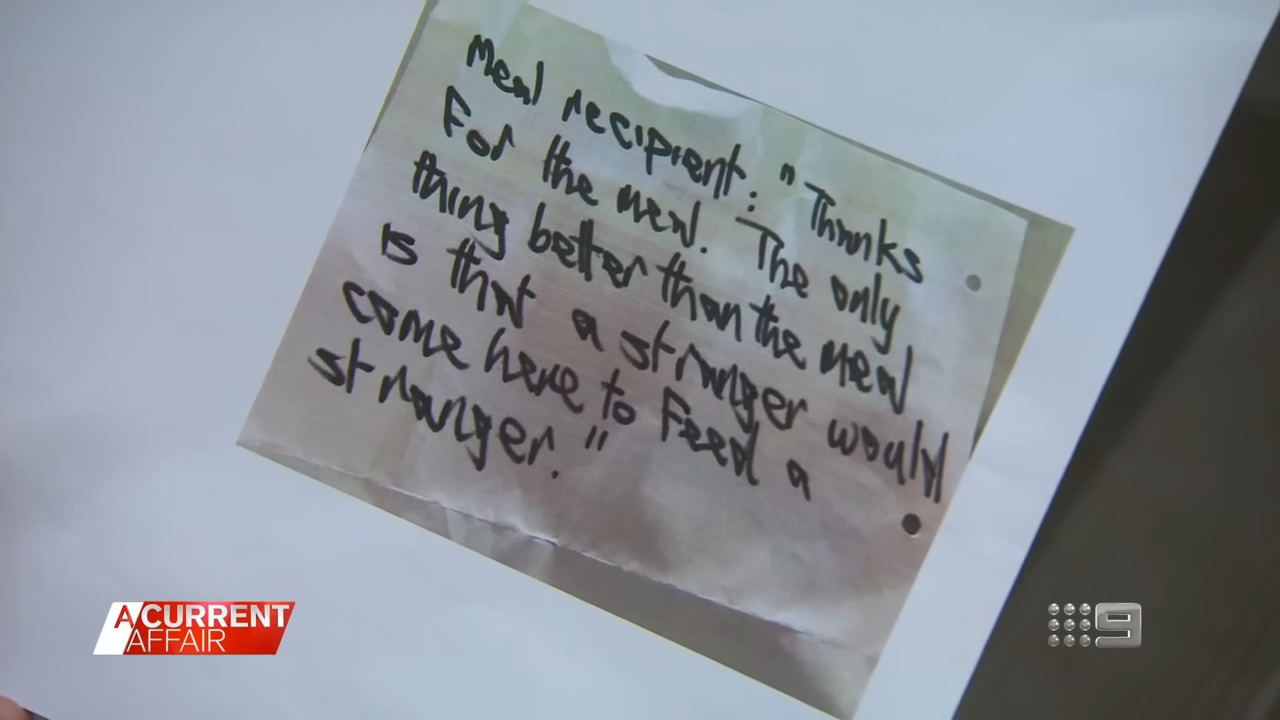 Meal recipient: "Thanks
For the meal. The only
thing better than the meal
is that a stranger would
come here to Feed a
stranger."
A CURRENT
AFFAIR
9